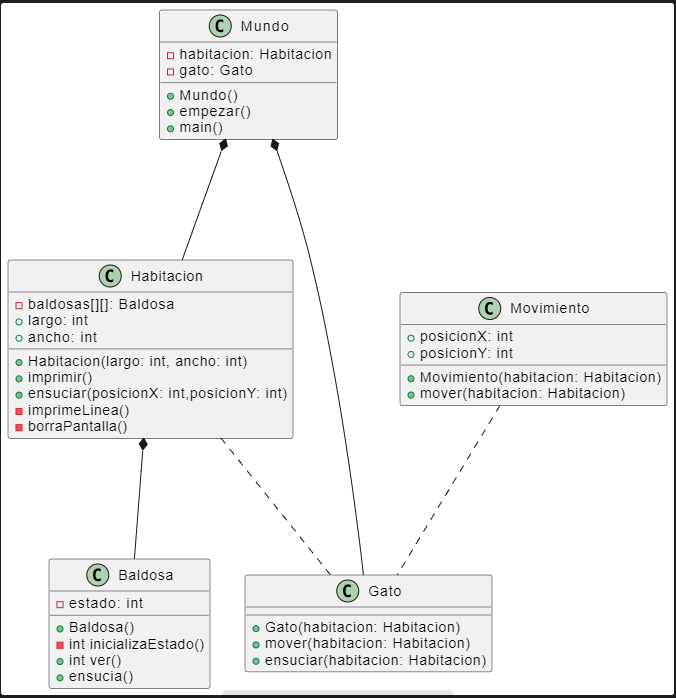 C Mundo
habitacion: Habitacion
gato: Gato
Mundo()
empezar()
main()
C Habitacion
baldosas[][]: Baldosa
largo: int
ancho: int
Habitacion(largo: int, ancho: int)
imprimir()
ensuciar(posicionX: int,posicionY: int)
imprimeLinea()
borraPantalla()
C Movimiento
posicionX: int
posicionY: int
Movimiento(habitacion: Habitacion)
mover(habitacion: Habitacion)
C Baldosa
estado: int
Baldosa()
int inicializaEstado()
int ver()
ensucia()
C Gato
Gato(habitacion: Habitacion)
mover(habitacion: Habitacion)
ensuciar(habitacion: Habitacion)